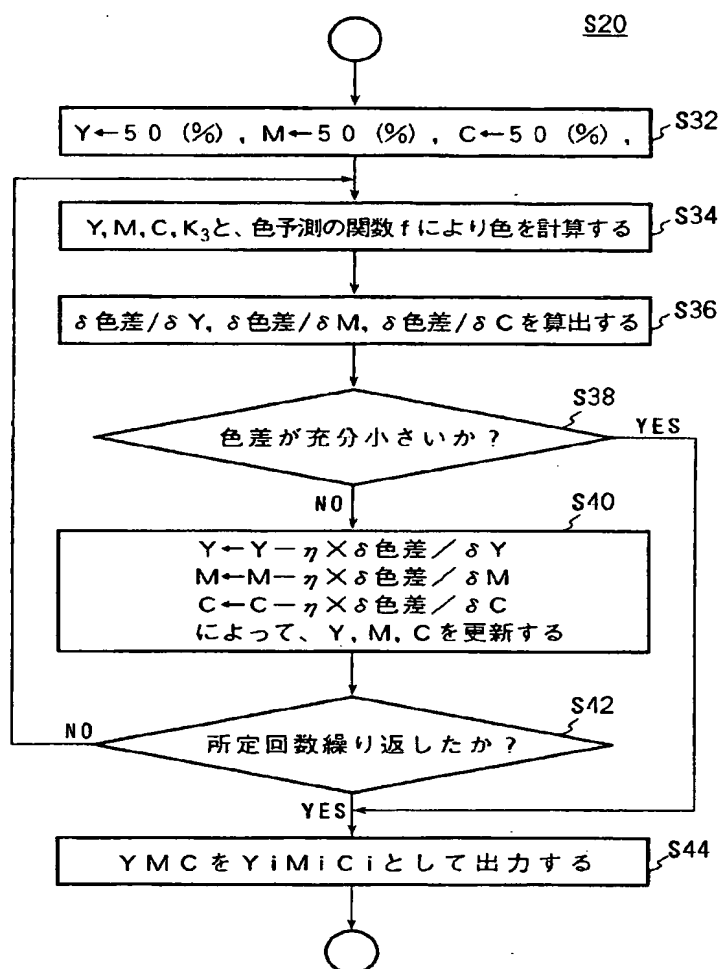 S20
Y←50 (%) , M←50 (%) , C←50 (%) ,
S32
Y, M, C, K₃と、色予測の関数fにより色を計算する
S34
δ色差/δY, δ色差/δM, δ色差/δCを算出する
S36
S38
色差が充分小さいか?
YES
NO
S40
Y←Y−η×δ色差/δY
M←M−η×δ色差/δM
C←C−η×δ色差/δC
によって、Y, M, Cを更新する
S42
NO
所定回数繰り返したか?
YES
YMCをYiMiCiとして出力する
S44